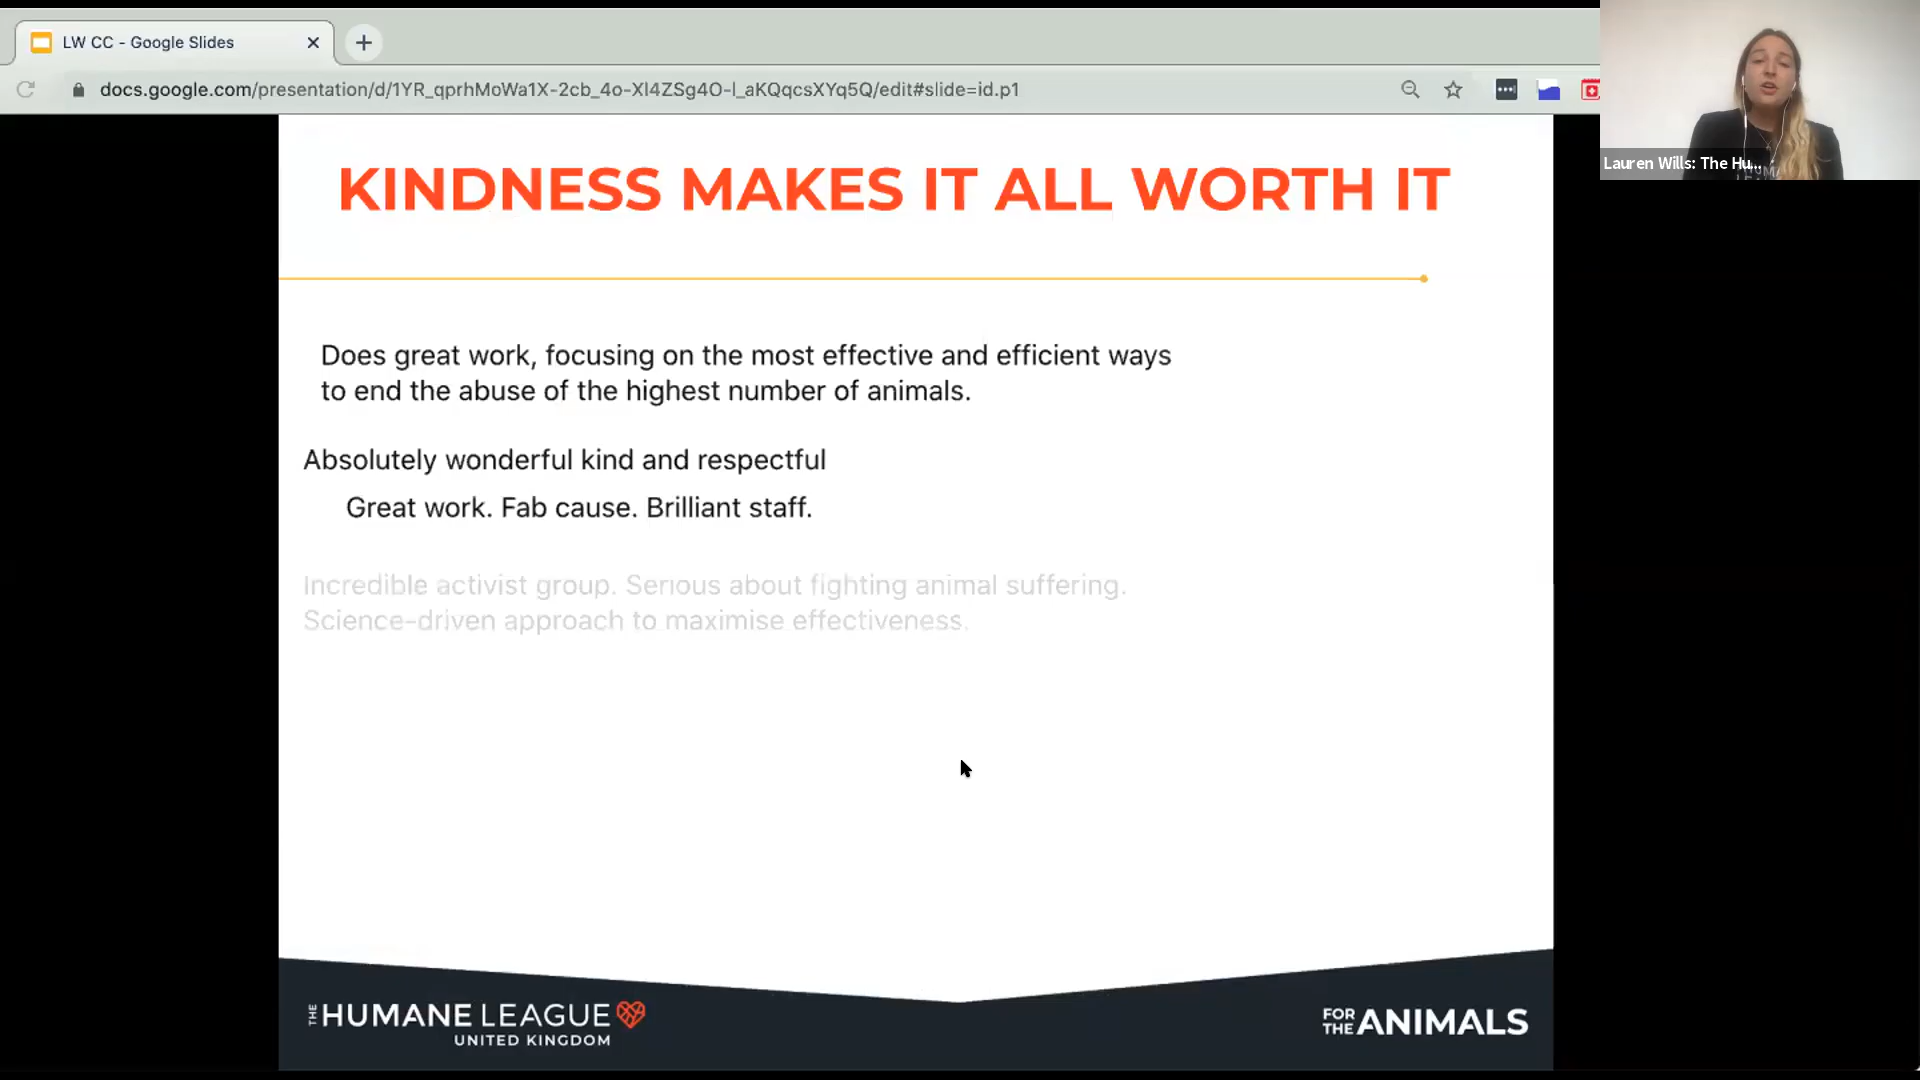 LW CC - Google Slides
docs.google.com/presentation/d/1YR_qprhMoWa1X-2cb_4o-Xl4ZSg4O-l_aKQqcsXYq5Q/edit#slide=id.p1
Lauren Wills: The Hu...
KINDNESS MAKES IT ALL WORTH IT
Does great work, focusing on the most effective and efficient ways
to end the abuse of the highest number of animals.
Absolutely wonderful kind and respectful
Great work. Fab cause. Brilliant staff.
Incredible activist group. Serious about fighting animal suffering.
Science-driven approach to maximise effectiveness.
THE HUMANE LEAGUE
UNITED KINGDOM
FOR THE ANIMALS